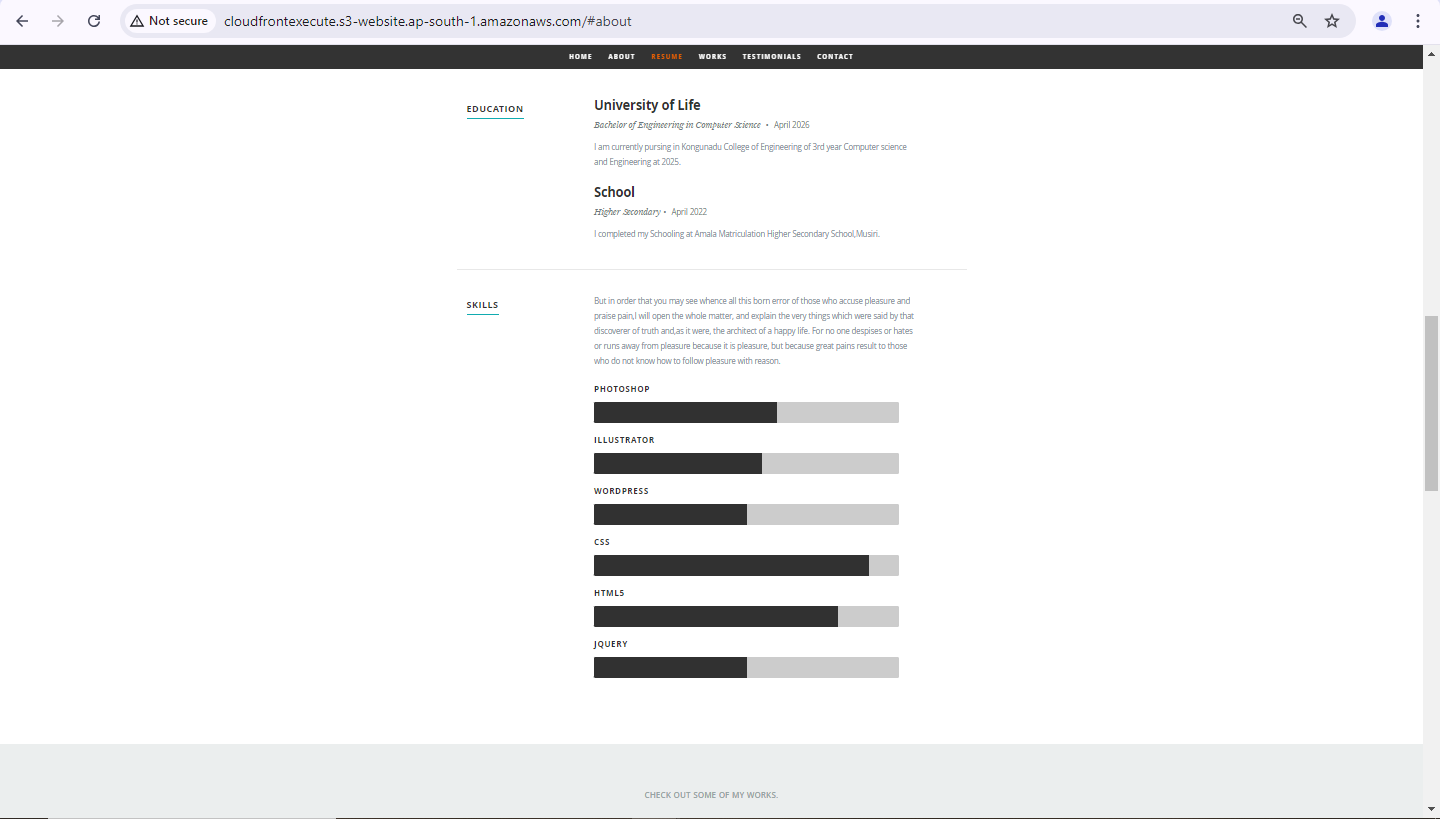 Not secure
cloudfrontexecute.s3-website.ap-south-1.amazonaws.com/#about
HOME ABOUT RESUME WORKS TESTIMONIALS CONTACT
EDUCATION
University of Life
Bachelor of Engineering in Computer Science • April 2026
I am currently pursing in Kongunadu College of Engineering of 3rd year Computer science
and Engineering at 2025.
School
Higher Secondary • April 2022
I completed my Schooling at Amala Matriculation Higher Secondary School,Musiri.
SKILLS
But in order that you may see whence all this born error of those who accuse pleasure and
praise pain,I will open the whole matter, and explain the very things which were said by that
discoverer of truth and,as it were, the architect of a happy life. For no one despises or hates
or runs away from pleasure because it is pleasure, but because great pains result to those
who do not know how to follow pleasure with reason.
PHOTOSHOP
ILLUSTRATOR
WORDPRESS
CSS
HTML5
JQUERY
CHECK OUT SOME OF MY WORKS.